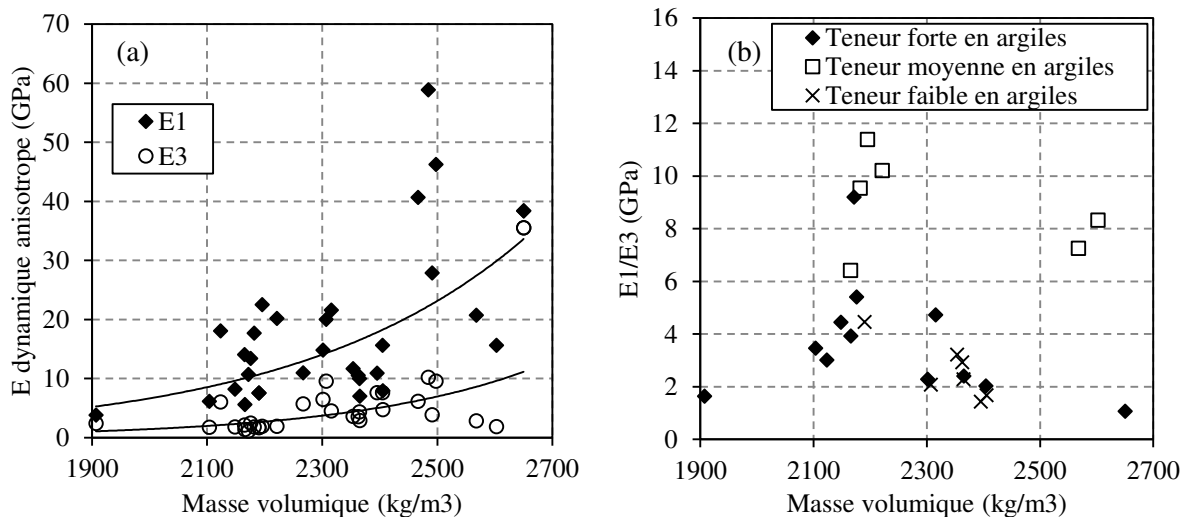 (a)
E1
E3
E dynamique anisotrope (GPa)
70
60
50
40
30
20
10
0
1900 2100 2300 2500 2700
Masse volumique (kg/m3)
(b)
Teneur forte en argiles
Teneur moyenne en argiles
Teneur faible en argiles
E1/E3 (GPa)
16
14
12
10
8
6
4
2
0
1900 2100 2300 2500 2700
Masse volumique (kg/m3)